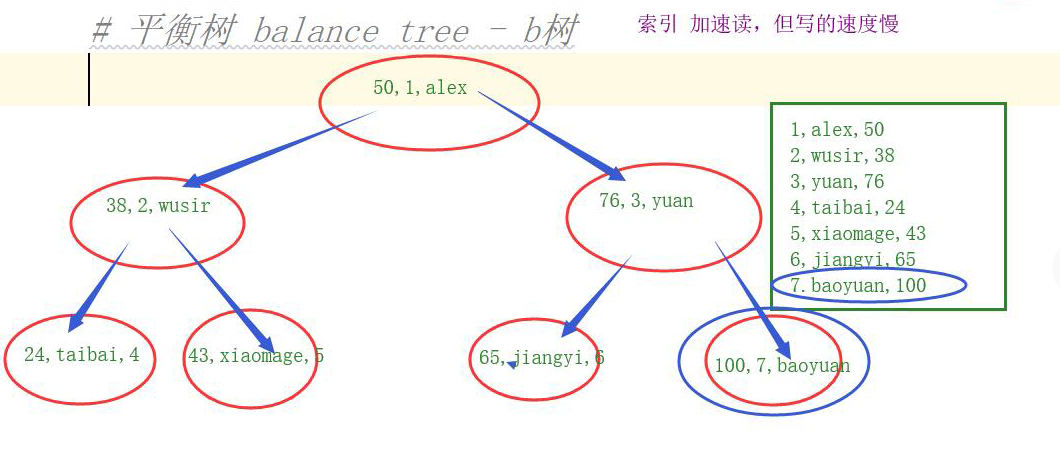 # 平衡树 balance tree - b树
索引 加速读，但写的速度慢
50,1,alex
38,2,wusir
76,3,yuan
24,taibai,4
43,xiaomage,5
65,jiangyi,6
100,7,baoyuan
1,alex,50
2,wusir,38
3,yuan,76
4,taibai,24
5,xiaomage,43
6,jiangyi,65
7.baoyuan,100